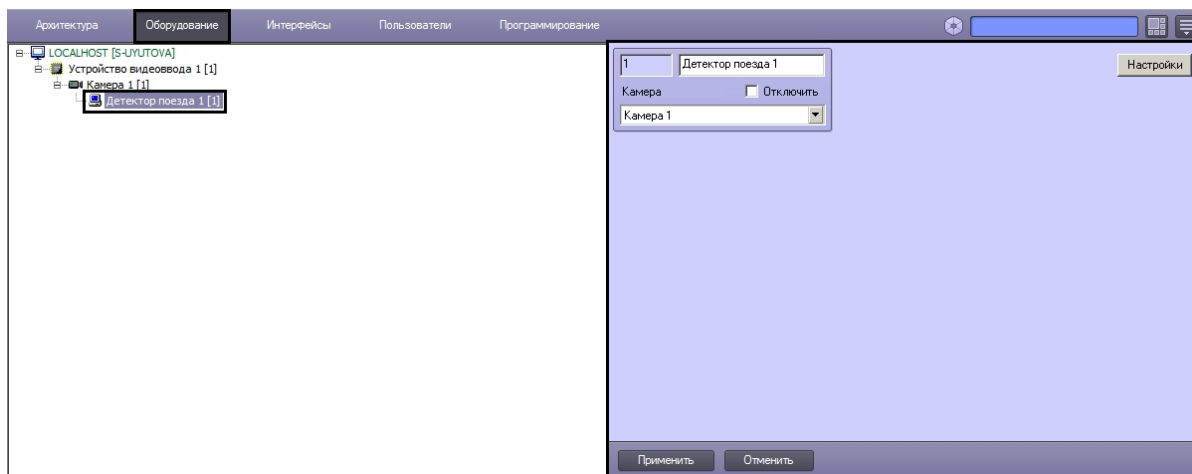 Архитектура Оборудование Интерфейсы Пользователи Программирование
LOCALHOST [S-UYUTOVA]
Устройство видеоввода 1 [1]
Камера 1 [1]
Детектор поезда 1 [1]
1 Детектор поезда 1
Настройки
Камера Отключить
Камера 1
Применить Отменить